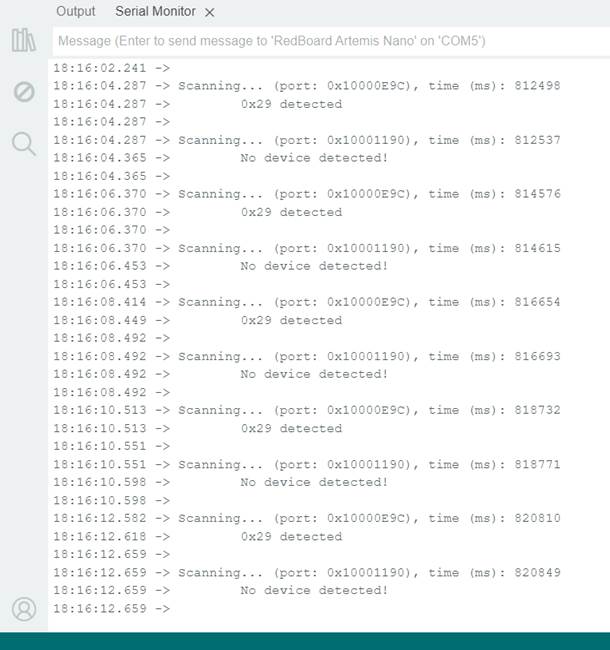 Output Serial Monitor ×
Message (Enter to send message to 'RedBoard Artemis Nano' on 'COM5')
18:16:02.241 ->
18:16:04.287 -> Scanning... (port: 0x10000E9C), time (ms): 812498
18:16:04.287 -> 0x29 detected
18:16:04.287 ->
18:16:04.287 -> Scanning... (port: 0x10001190), time (ms): 812537
18:16:04.365 -> No device detected!
18:16:04.365 ->
18:16:06.370 -> Scanning... (port: 0x10000E9C), time (ms): 814576
18:16:06.370 -> 0x29 detected
18:16:06.370 ->
18:16:06.370 -> Scanning... (port: 0x10001190), time (ms): 814615
18:16:06.453 -> No device detected!
18:16:06.453 ->
18:16:08.414 -> Scanning... (port: 0x10000E9C), time (ms): 816654
18:16:08.449 -> 0x29 detected
18:16:08.492 ->
18:16:08.492 -> Scanning... (port: 0x10001190), time (ms): 816693
18:16:08.492 -> No device detected!
18:16:08.492 ->
18:16:10.513 -> Scanning... (port: 0x10000E9C), time (ms): 818732
18:16:10.513 -> 0x29 detected
18:16:10.551 ->
18:16:10.551 -> Scanning... (port: 0x10001190), time (ms): 818771
18:16:10.598 -> No device detected!
18:16:10.598 ->
18:16:12.582 -> Scanning... (port: 0x10000E9C), time (ms): 820810
18:16:12.618 -> 0x29 detected
18:16:12.659 ->
18:16:12.659 -> Scanning... (port: 0x10001190), time (ms): 820849
18:16:12.659 -> No device detected!
18:16:12.659 ->